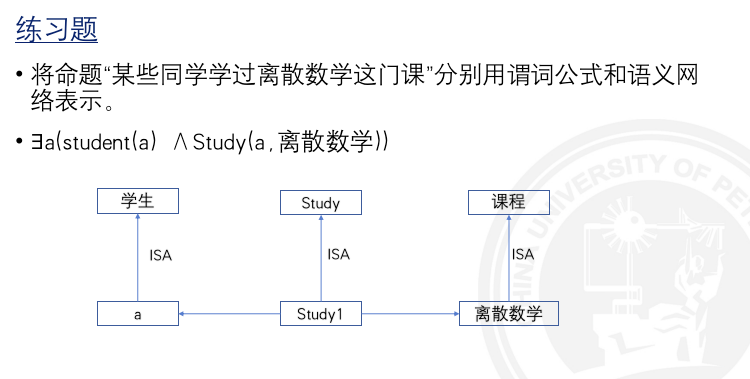 练习题
• 将命题“某些同学学过离散数学这门课”分别用谓词公式和语义网
络表示。
• ∃a(student(a) ∧Study(a,离散数学))
学生
Study
课程
ISA
ISA
ISA
a
Study1
离散数学
CHINA UNIVERSITY OF PE